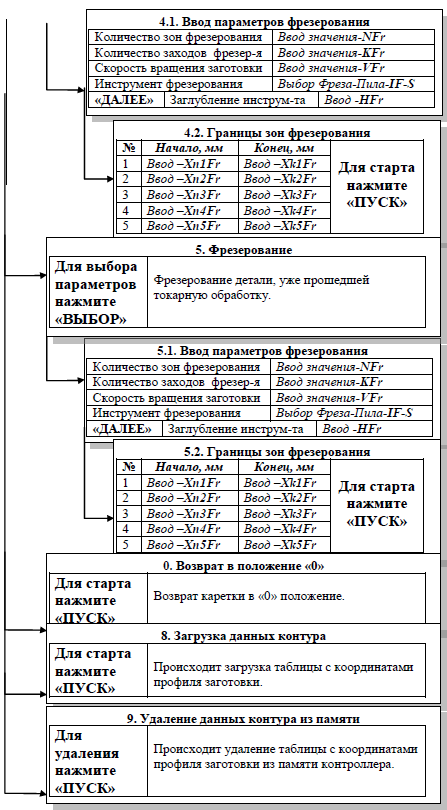 4.1. Ввод параметров фрезерования
Количество зон фрезерования Ввод значения-NFr
Количество заходов фрезер-я Ввод значения-KFr
Скорость вращения заготовки Ввод значения-VFr
Инструмент фрезерования Выбор Фреза-Пила-IF-S
«ДАЛЕЕ» Заглубление инструм-та Ввод -HFr
4.2. Границы зон фрезерования
№ Начало, мм Конец, мм
1 Ввод –Xn1Fr Ввод –Xk1Fr
2 Ввод –Xn2Fr Ввод –Xk2Fr
3 Ввод –Xn3Fr Ввод –Xk3Fr
4 Ввод –Xn4Fr Ввод –Xk4Fr
5 Ввод –Xn5Fr Ввод –Xk5Fr
Для старта
нажмите
«ПУСК»
5. Фрезерование
Для выбора
параметров
нажмите
«ВЫБОР»
Фрезерование детали, уже прошедшей
токарную обработку.
5.1. Ввод параметров фрезерования
Количество зон фрезерования Ввод значения-NFr
Количество заходов фрезер-я Ввод значения-KFr
Скорость вращения заготовки Ввод значения-VFr
Инструмент фрезерования Выбор Фреза-Пила-IF-S
«ДАЛЕЕ» Заглубление инструм-та Ввод -HFr
5.2. Границы зон фрезерования
№ Начало, мм Конец, мм
1 Ввод –Xn1Fr Ввод –Xk1Fr
2 Ввод –Xn2Fr Ввод –Xk2Fr
3 Ввод –Xn3Fr Ввод –Xk3Fr
4 Ввод –Xn4Fr Ввод –Xk4Fr
5 Ввод –Xn5Fr Ввод –Xk5Fr
Для старта
нажмите
«ПУСК»
0. Возврат в положение «0»
Для старта
нажмите
«ПУСК»
Возврат каретки в «0» положение.
8. Загрузка данных контура
Для старта
нажмите
«ПУСК»
Происходит загрузка таблицы с координатами
профиля заготовки.
9. Удаление данных контура из памяти
Для
удаления
нажмите
«ПУСК»
Происходит удаление таблицы с координатами
профиля заготовки из памяти контроллера.